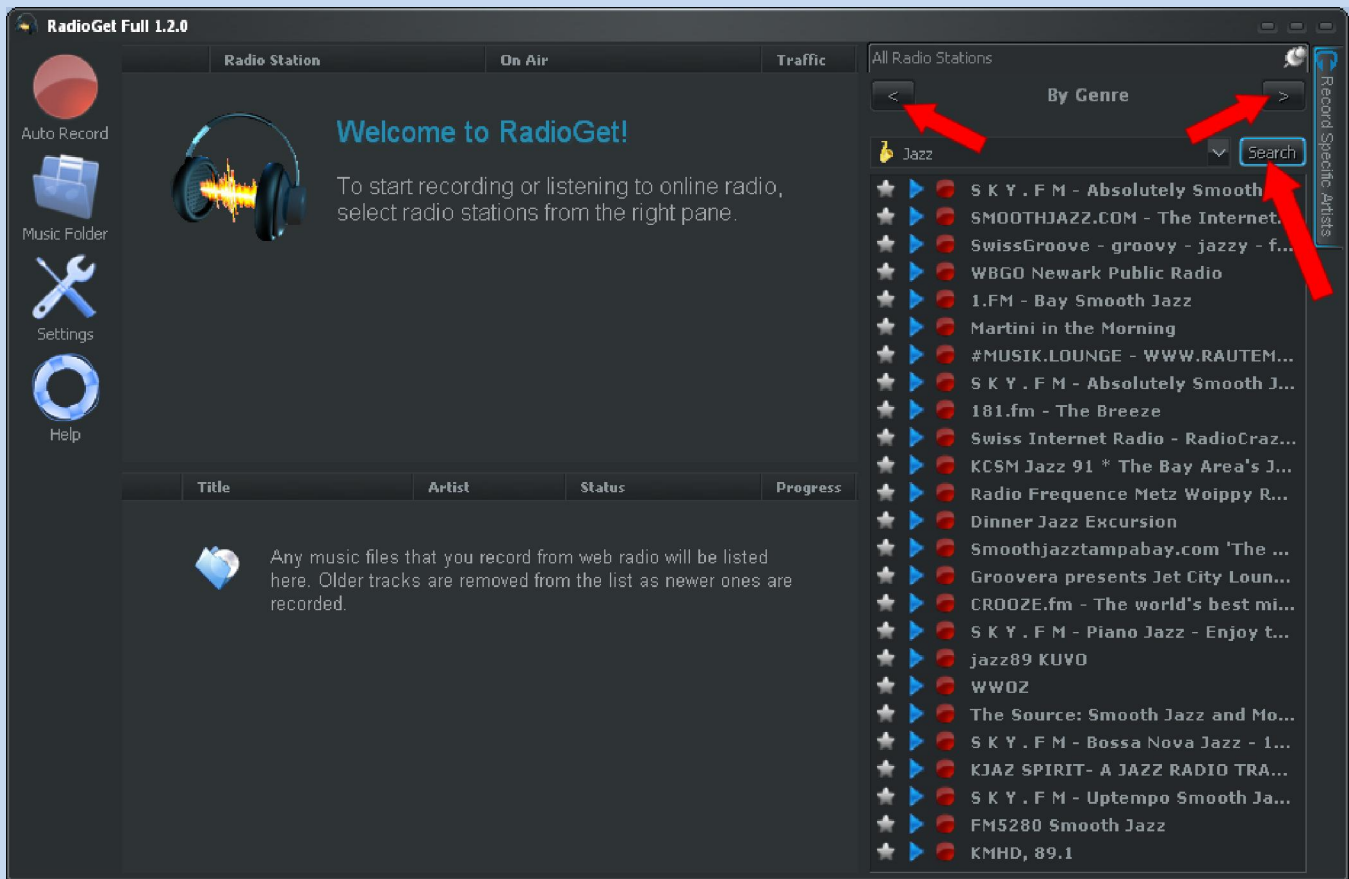 RadioGet Full 1.2.0
Auto Record
Music Folder
Settings
Help
Radio Station On Air Traffic
Welcome to RadioGet!
To start recording or listening to online radio,
select radio stations from the right pane.
Title Artist Status Progress
Any music files that you record from web radio will be listed
here. Older tracks are removed from the list as newer ones are
recorded.
All Radio Stations
< By Genre >
Jazz Search
S K Y . F M - Absolutely Smooth
SMOOTHJAZZ.COM - The Internet...
SwissGroove - groovy - jazzy - f...
WBGO Newark Public Radio
1.FM - Bay Smooth Jazz
Martini in the Morning
#MUSIK.LOUNGE - WWW.RAUTEM...
S K Y . F M - Absolutely Smooth J...
181.fm - The Breeze
Swiss Internet Radio - RadioCraz...
KCSM Jazz 91 * The Bay Area's J...
Radio Frequence Metz Woippy R...
Dinner Jazz Excursion
Smoothjazztampabay.com 'The ...
Groovera presents Jet City Loun...
CROOZE.fm - The world's best mi...
S K Y . F M - Piano Jazz - Enjoy t...
jazz89 KUVO
WWOZ
The Source: Smooth Jazz and Mo...
S K Y . F M - Bossa Nova Jazz - 1...
KJAZ SPIRIT- A JAZZ RADIO TRA...
S K Y . F M - Uptempo Smooth Ja...
FM5280 Smooth Jazz
KMHD, 89.1
Record Specific Artists